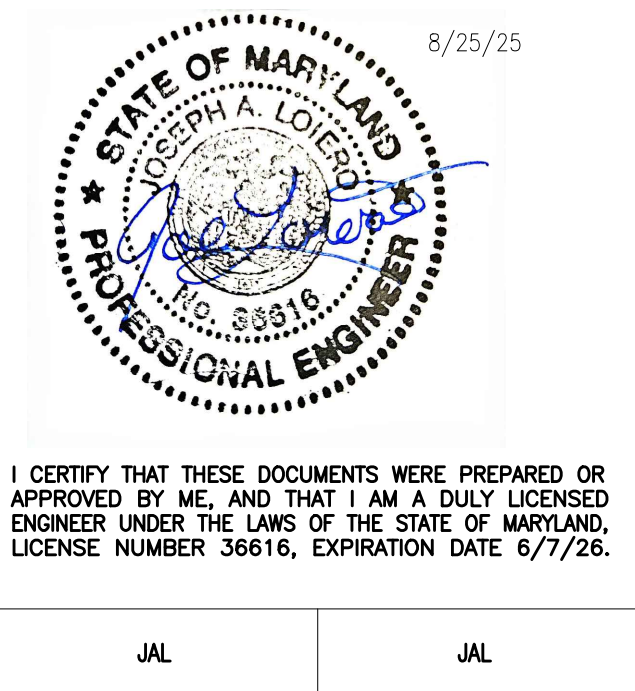 8/25/25
STATE OF MARYLAND
JOSEPH A. LOIERO
Joe Loiero
No. 36616
PROFESSIONAL ENGINEER
I CERTIFY THAT THESE DOCUMENTS WERE PREPARED OR
APPROVED BY ME, AND THAT I AM A DULY LICENSED
ENGINEER UNDER THE LAWS OF THE STATE OF MARYLAND,
LICENSE NUMBER 36616, EXPIRATION DATE 6/7/26.
JAL JAL